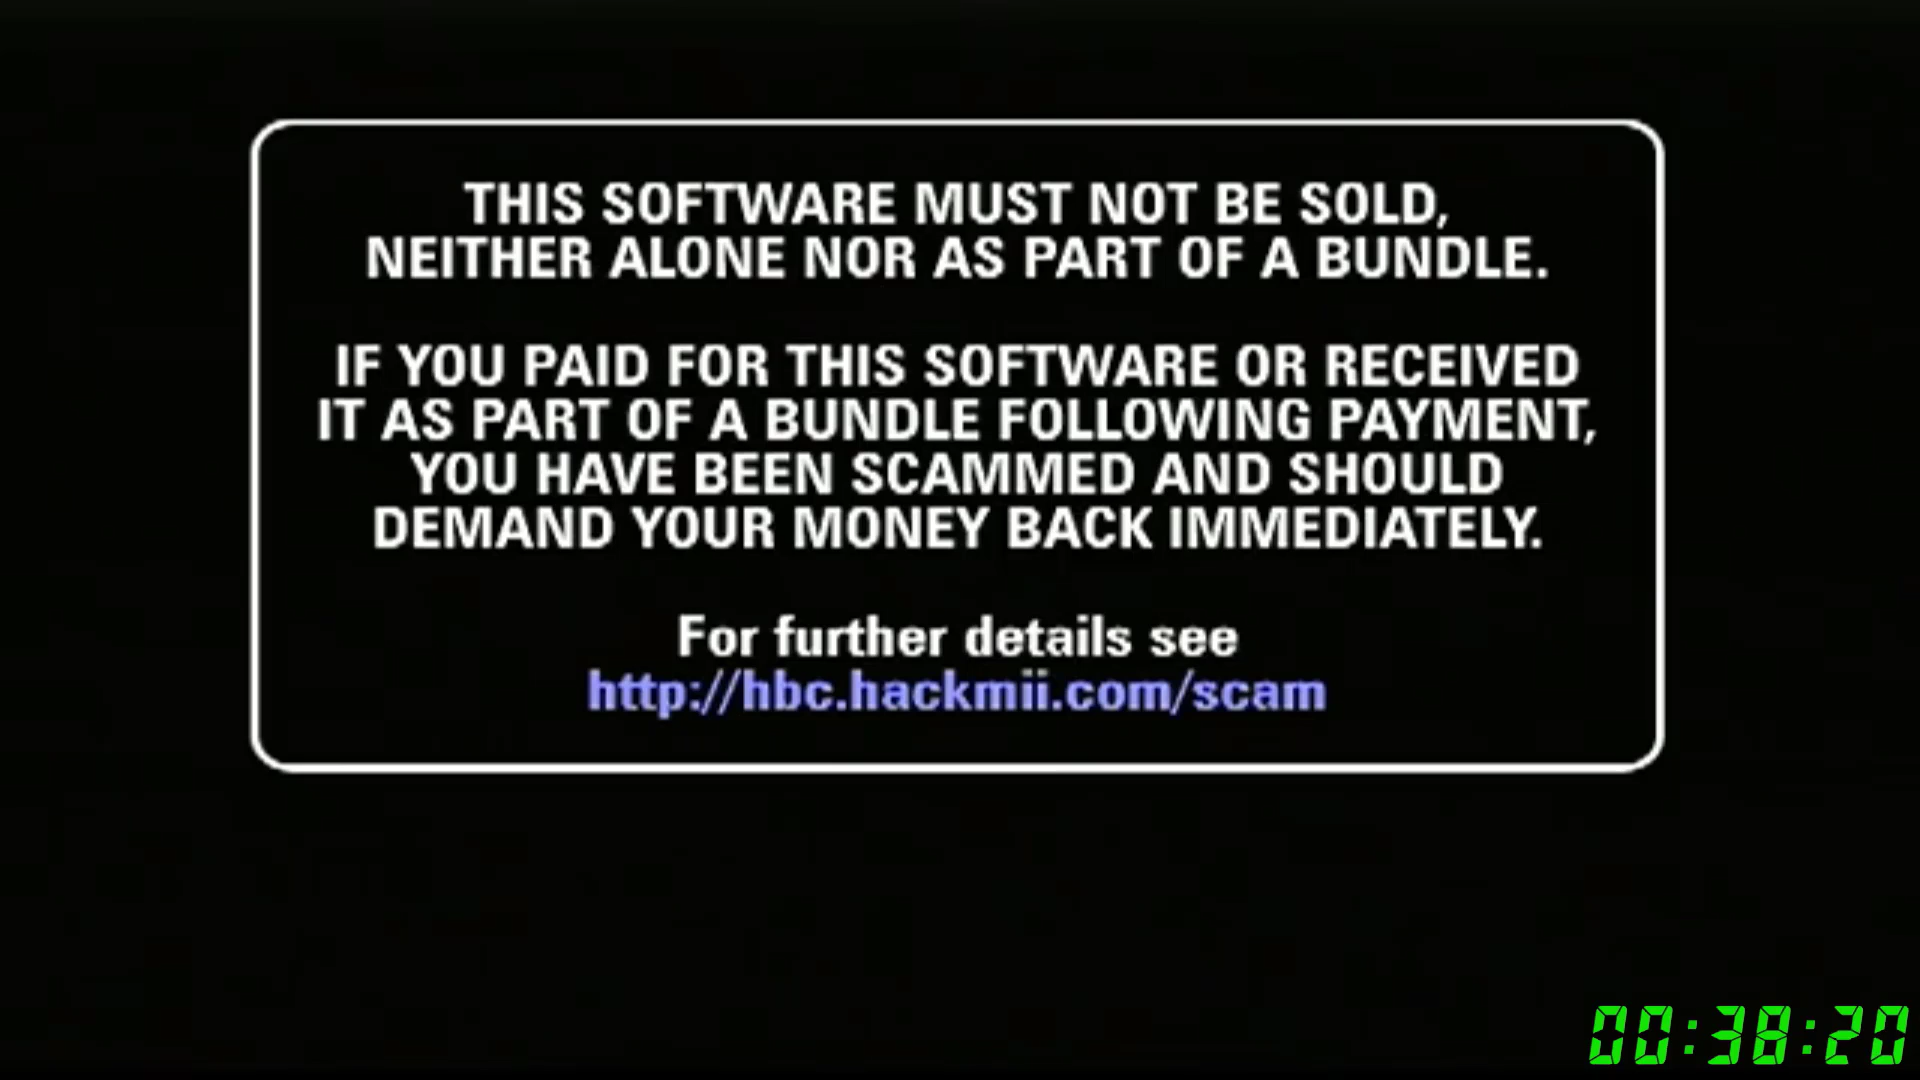 THIS SOFTWARE MUST NOT BE SOLD,
NEITHER ALONE NOR AS PART OF A BUNDLE.
IF YOU PAID FOR THIS SOFTWARE OR RECEIVED
IT AS PART OF A BUNDLE FOLLOWING PAYMENT,
YOU HAVE BEEN SCAMMED AND SHOULD
DEMAND YOUR MONEY BACK IMMEDIATELY.
For further details see
http://hbc.hackmii.com/scam
00:38:20